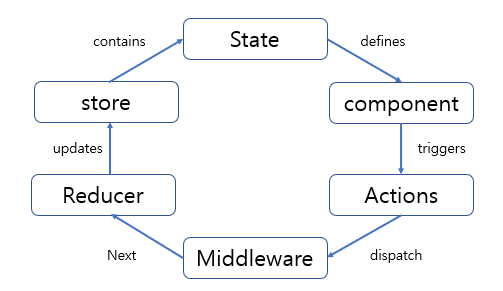 State
contains
defines
store
component
updates
triggers
Reducer
Actions
Next
Middleware
dispatch